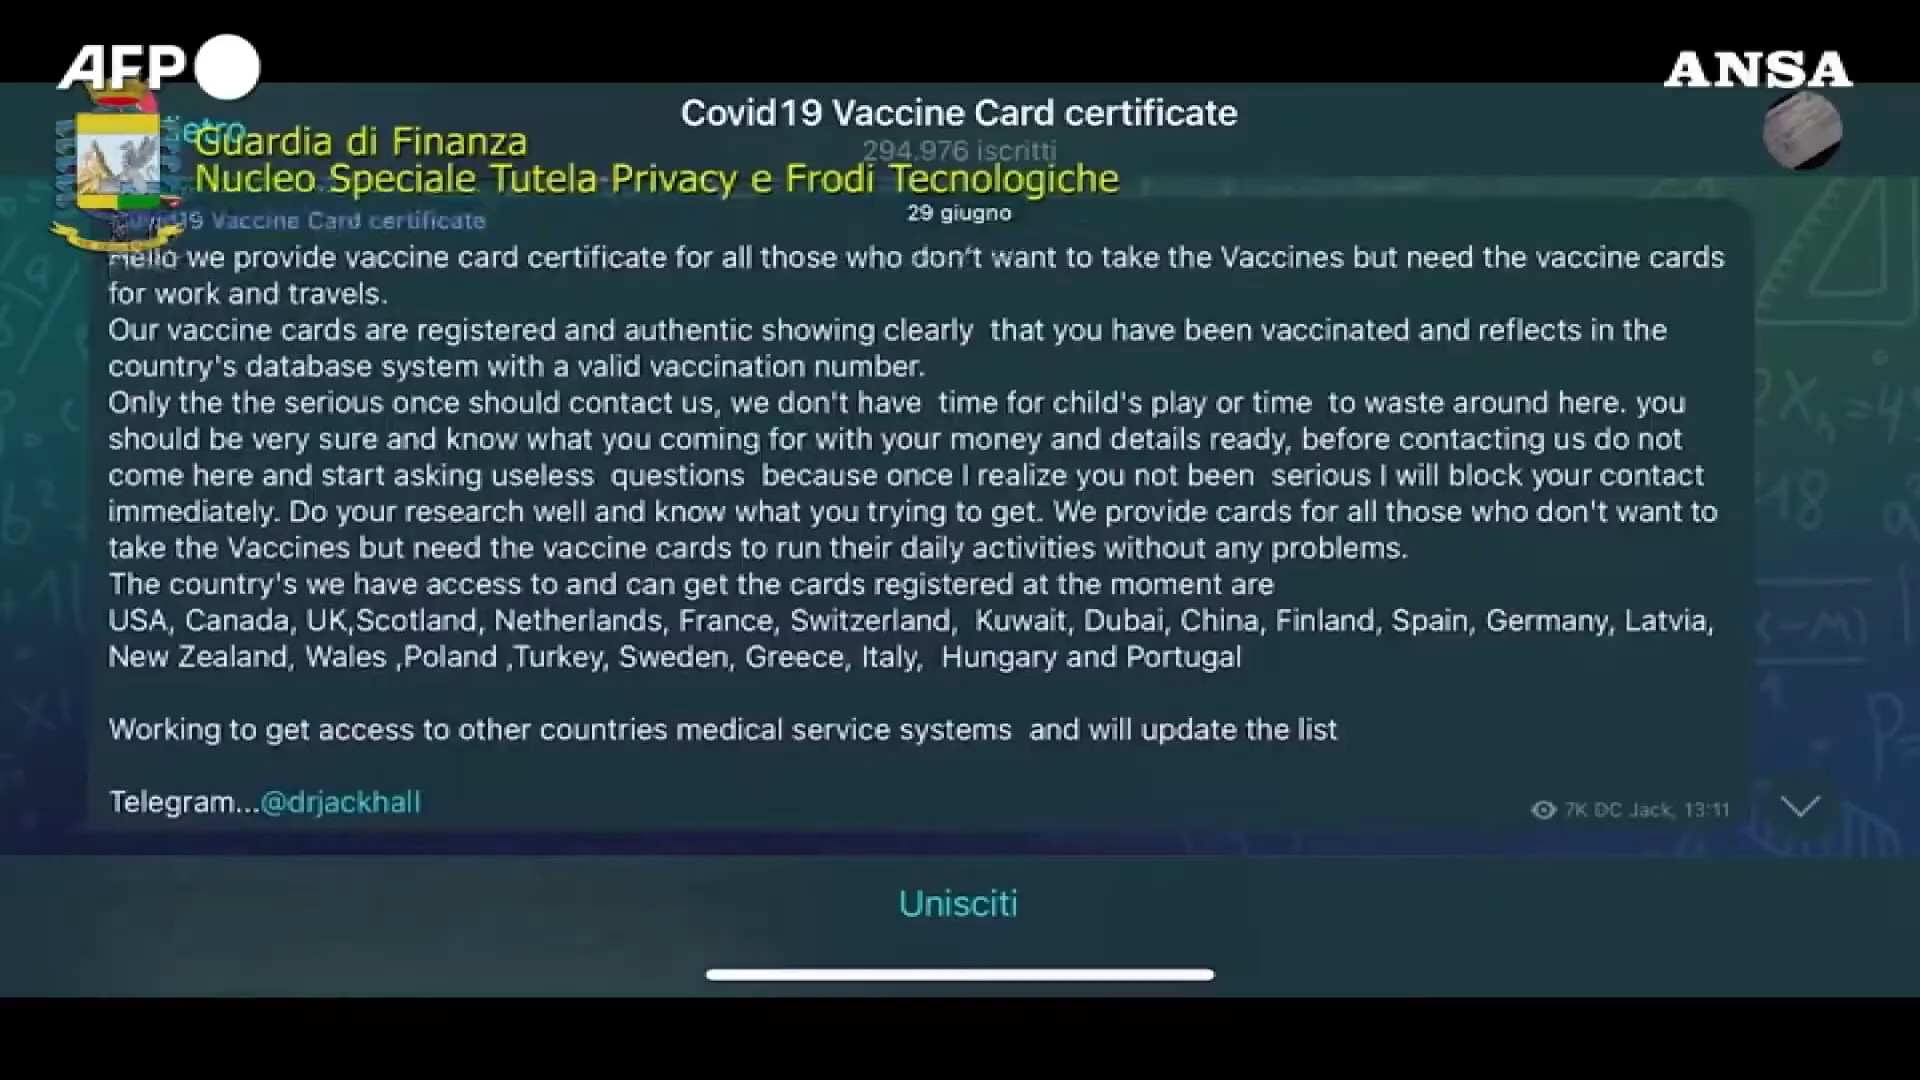 AFP
ANSA
Covid19 Vaccine Card certificate
294.976 iscritti
Guardia di Finanza
Nucleo Speciale Tutela Privacy e Frodi Tecnologiche
29 giugno
Covid19 Vaccine Card certificate
Hello we provide vaccine card certificate for all those who don't want to take the Vaccines but need the vaccine cards
for work and travels.
Our vaccine cards are registered and authentic showing clearly that you have been vaccinated and reflects in the
country's database system with a valid vaccination number.
Only the the serious once should contact us, we don't have time for child's play or time to waste around here. you
should be very sure and know what you coming for with your money and details ready, before contacting us do not
come here and start asking useless questions because once I realize you not been serious I will block your contact
immediately. Do your research well and know what you trying to get. We provide cards for all those who don't want to
take the Vaccines but need the vaccine cards to run their daily activities without any problems.
The country's we have access to and can get the cards registered at the moment are
USA, Canada, UK,Scotland, Netherlands, France, Switzerland, Kuwait, Dubai, China, Finland, Spain, Germany, Latvia,
New Zealand, Wales ,Poland ,Turkey, Sweden, Greece, Italy, Hungary and Portugal
Working to get access to other countries medical service systems and will update the list
Telegram...@drjackhall
7K DC Jack, 13:11
Unisciti